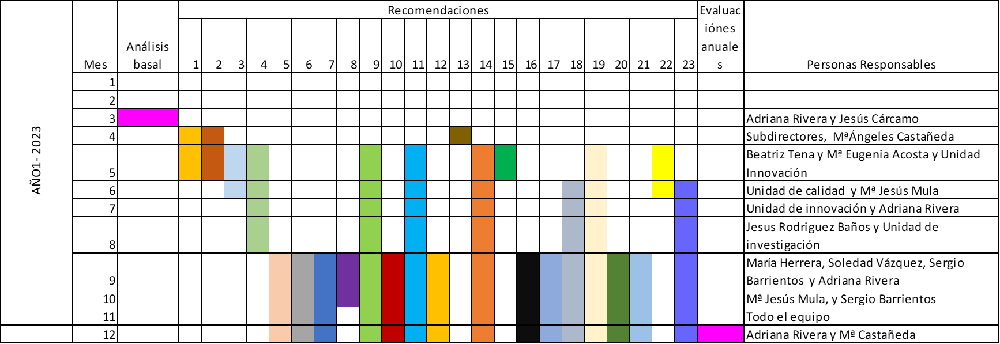 Recomendaciones
Evaluac
iónes
anuale
s
Análisis
basal
Mes
1 2 3 4 5 6 7 8 9 10 11 12 13 14 15 16 17 18 19 20 21 22 23
Personas Responsables
AÑO1- 2023
1
2
3
Adriana Rivera y Jesús Cárcamo
4
Subdirectores, MªÁngeles Castañeda
5
Beatriz Tena y Mª Eugenia Acosta y Unidad
Innovación
6
Unidad de calidad y Mª Jesús Mula
7
Unidad de innovación y Adriana Rivera
8
Jesus Rodriguez Baños y Unidad de
investigación
9
María Herrera, Soledad Vázquez, Sergio
Barrientos y Adriana Rivera
10
Mª Jesús Mula, y Sergio Barrientos
11
Todo el equipo
12
Adriana Rivera y Mª Castañeda